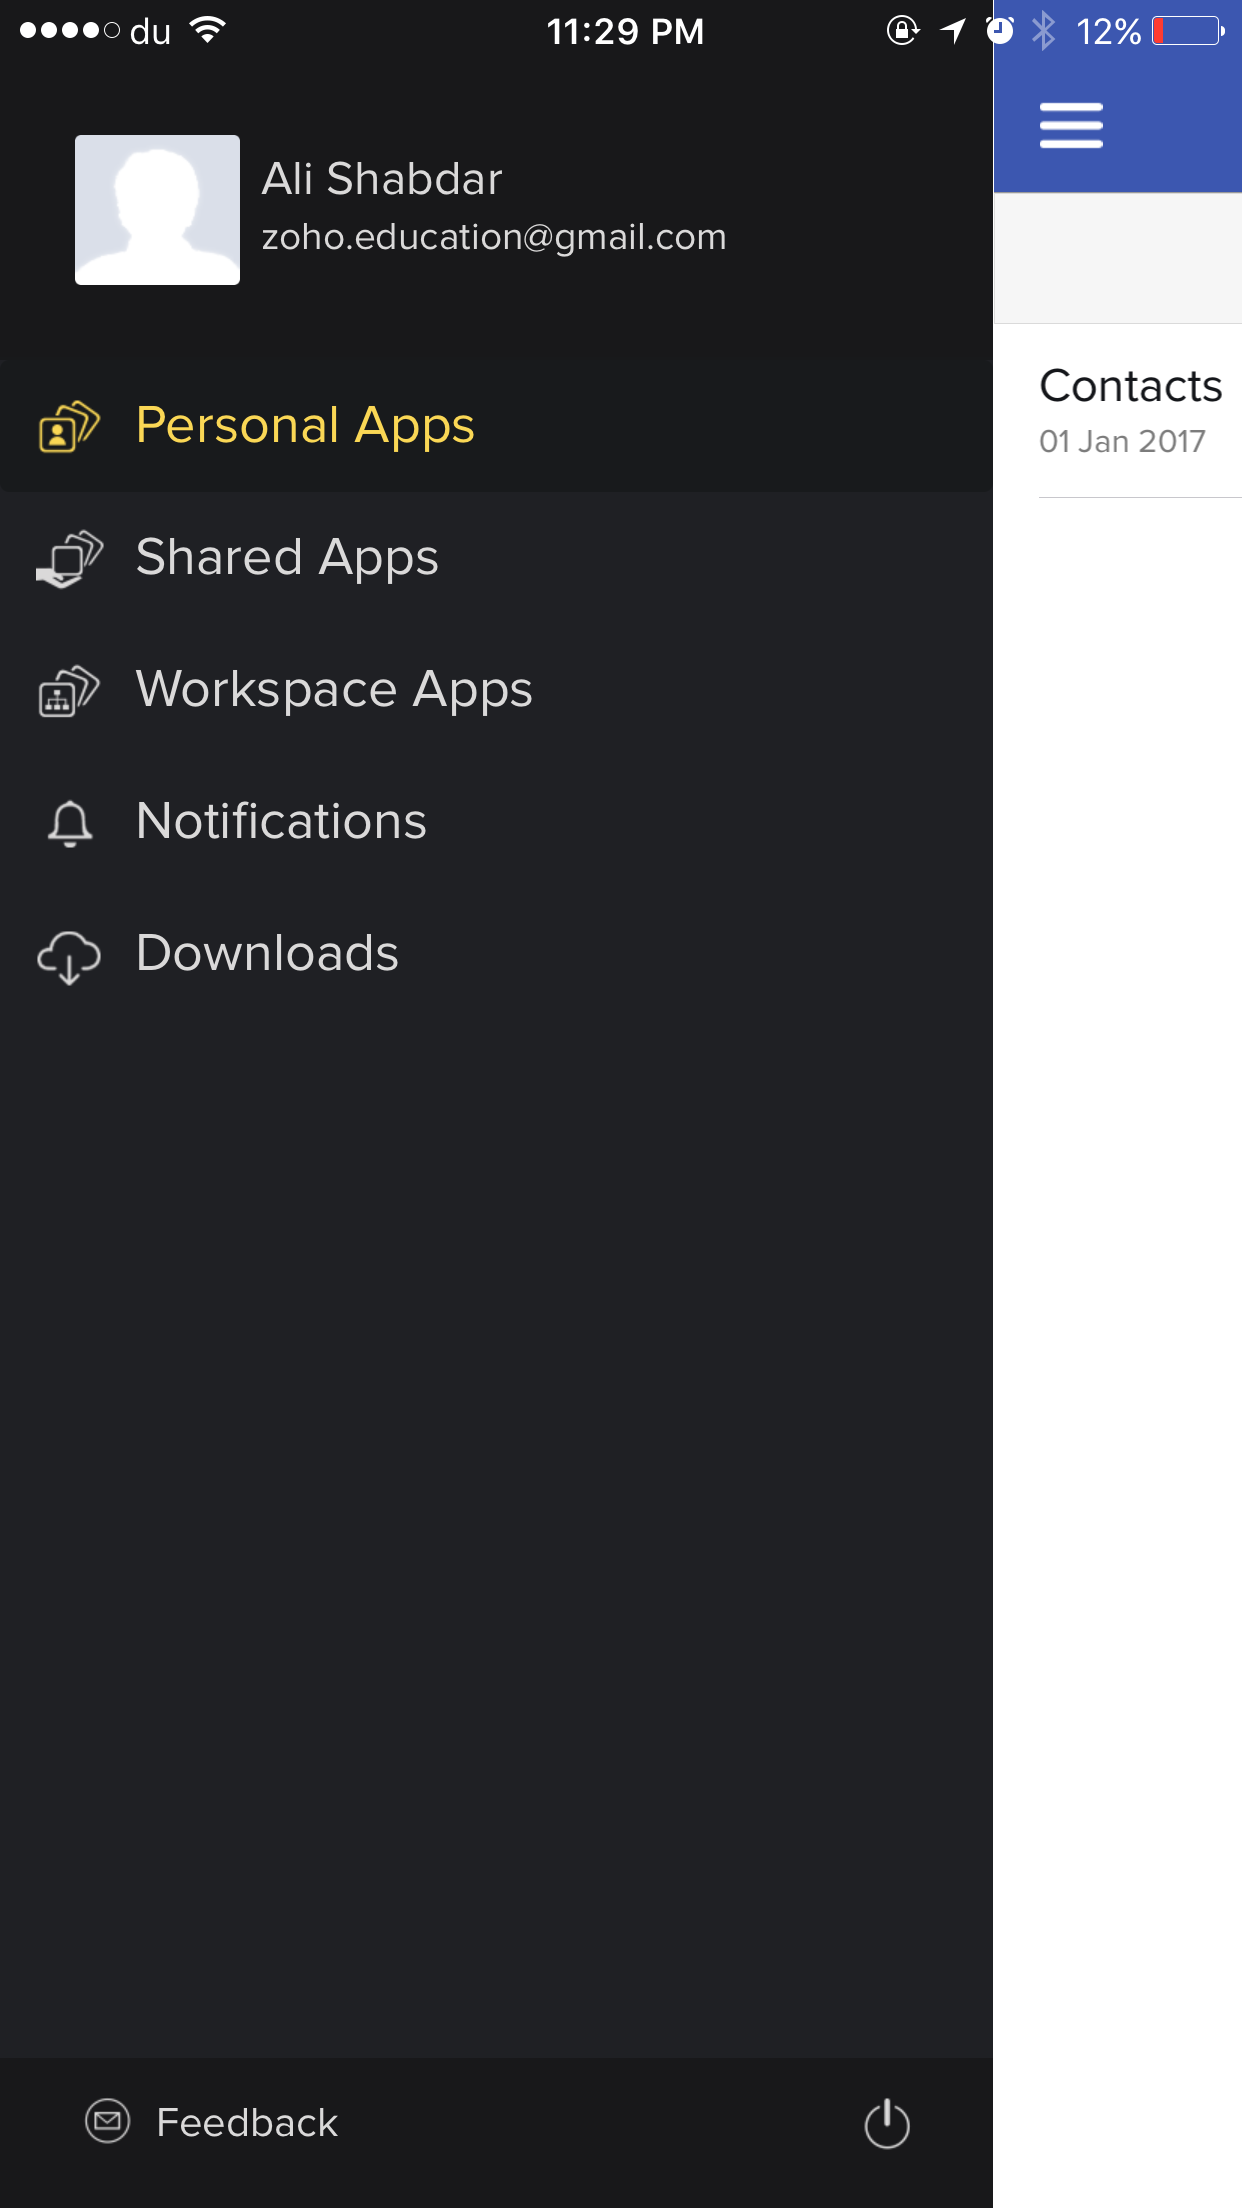 du 11:29 PM 12%
Ali Shabdar
zoho.education@gmail.com
Contacts
01 Jan 2017
Personal Apps
Shared Apps
Workspace Apps
Notifications
Downloads
Feedback